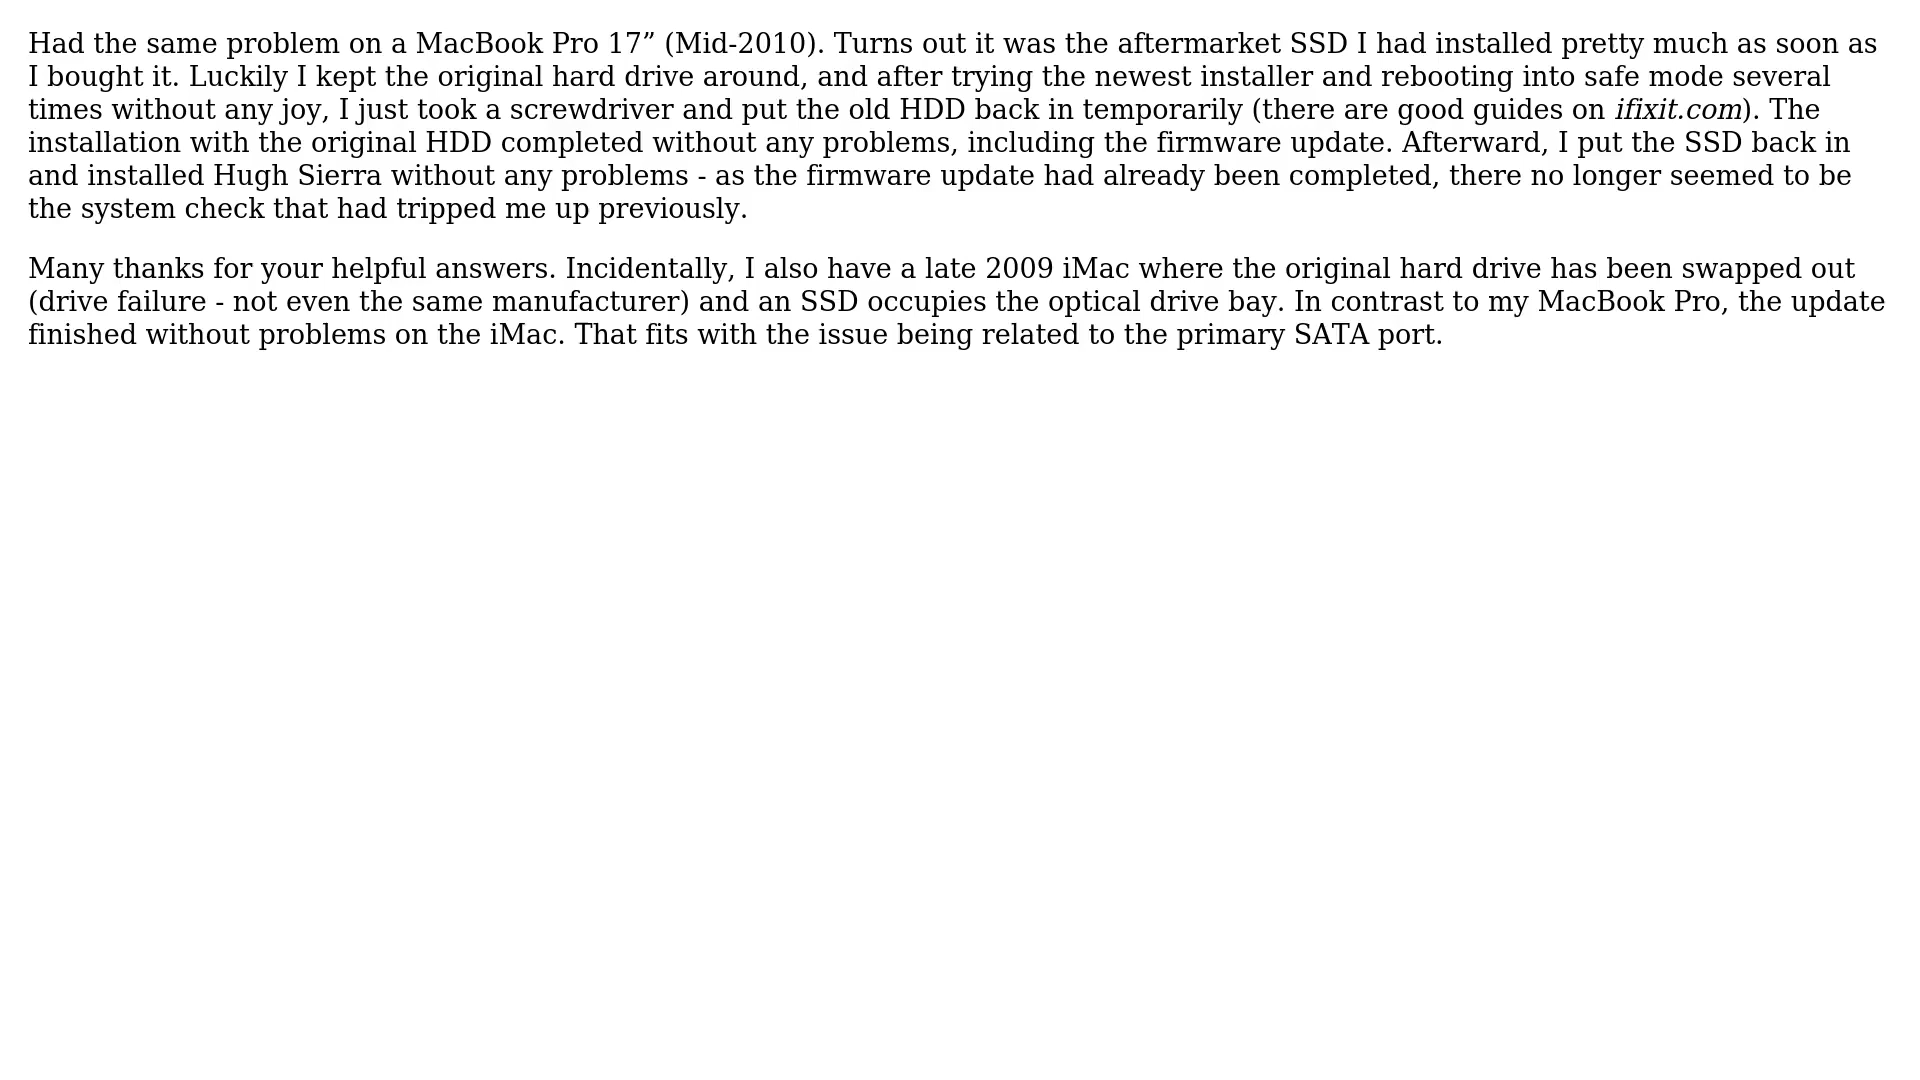 Had the same problem on a MacBook Pro 17” (Mid-2010). Turns out it was the aftermarket SSD I had installed pretty much as soon as
I bought it. Luckily I kept the original hard drive around, and after trying the newest installer and rebooting into safe mode several
times without any joy, I just took a screwdriver and put the old HDD back in temporarily (there are good guides on ifixit.com). The
installation with the original HDD completed without any problems, including the firmware update. Afterward, I put the SSD back in
and installed Hugh Sierra without any problems - as the firmware update had already been completed, there no longer seemed to be
the system check that had tripped me up previously.
Many thanks for your helpful answers. Incidentally, I also have a late 2009 iMac where the original hard drive has been swapped out
(drive failure - not even the same manufacturer) and an SSD occupies the optical drive bay. In contrast to my MacBook Pro, the update
finished without problems on the iMac. That fits with the issue being related to the primary SATA port.